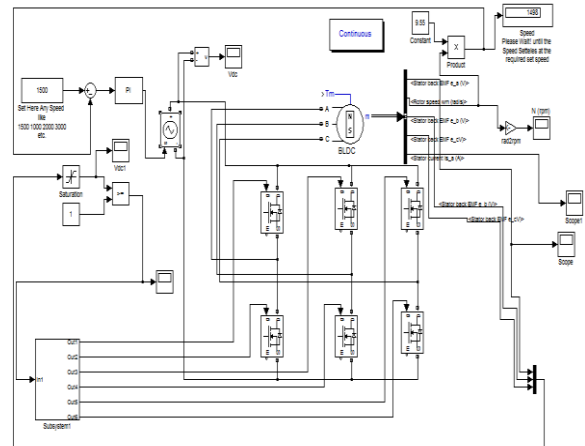 Continuous
9.55
Constant
X
Product
1498
Speed
Please Wait! until the
Speed Setteles at the
required set speed
v
Vdc
1500
Set Here Any Speed
like
1500 1000 2000 3000
etc.
PI
>Tm
A
B
C
m
N
S
BLDC
<Stator back EMF e_a (V)>
<Rotor speed wm (rad/s)>
<Stator back EMF e_b (V)>
<Stator back EMF e_c(V)>
<Stator current is_a (A)>
N (rpm)
rad2rpm
Vdc1
Saturation
1
>=
<Stator back EMF e_b (V)>
<Stator back EMF e_c(V)>
Scope1
Scope
In1
Out1
Out2
Out3
Out4
Out5
Out6
Subsystem1